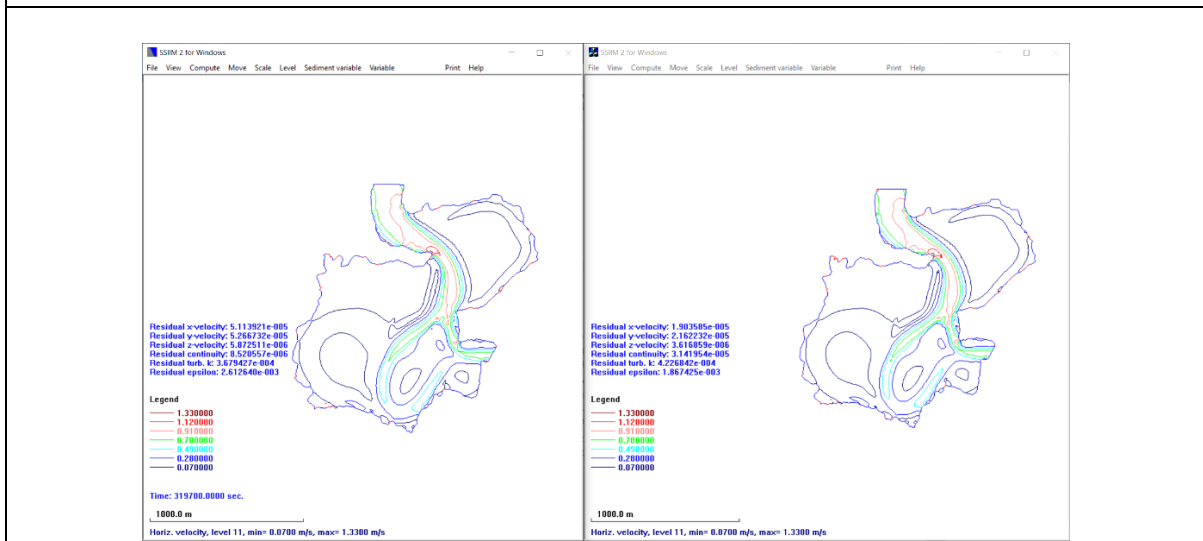 SSIIM 2 for Windows
File View Compute Move Scale Level Sediment variable Variable Print Help
Residual x-velocity: 5.113921e-005
Residual y-velocity: 5.266732e-005
Residual z-velocity: 5.872511e-006
Residual continuity: 8.520557e-006
Residual turb. k: 3.679427e-004
Residual epsilon: 2.612640e-003
Legend
1.330000
1.120000
0.910000
0.700000
0.490000
0.280000
0.070000
Time: 319700.0000 sec.
1000.0 m
Horiz. velocity, level 11, min= 0.0700 m/s, max= 1.3300 m/s
SSIIM 2 for Windows
File View Compute Move Scale Level Sediment variable Variable Print Help
Residual x-velocity: 1.903585e-005
Residual y-velocity: 2.162232e-005
Residual z-velocity: 3.616859e-006
Residual continuity: 3.141954e-005
Residual turb. k: 4.226842e-004
Residual epsilon: 1.867425e-003
Legend
1.330000
1.120000
0.910000
0.700000
0.490000
0.280000
0.070000
1000.0 m
Horiz. velocity, level 11, min= 0.0700 m/s, max= 1.3300 m/s